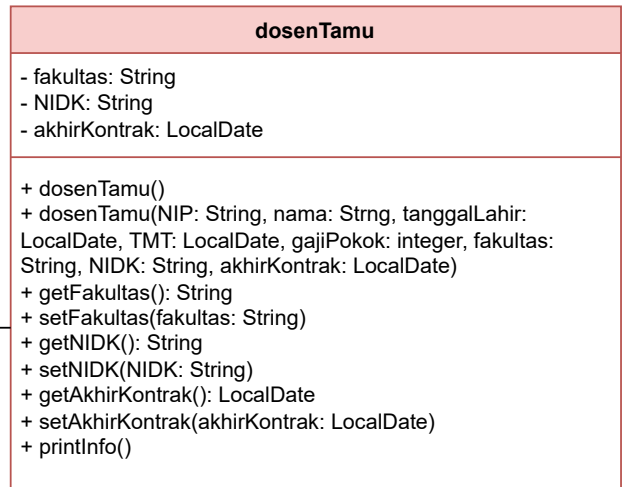 dosenTamu
- fakultas: String
- NIDK: String
- akhirKontrak: LocalDate
+ dosenTamu()
+ dosenTamu(NIP: String, nama: Strng, tanggalLahir:
LocalDate, TMT: LocalDate, gajiPokok: integer, fakultas:
String, NIDK: String, akhirKontrak: LocalDate)
+ getFakultas(): String
+ setFakultas(fakultas: String)
+ getNIDK(): String
+ setNIDK(NIDK: String)
+ getAkhirKontrak(): LocalDate
+ setAkhirKontrak(akhirKontrak: LocalDate)
+ printInfo()